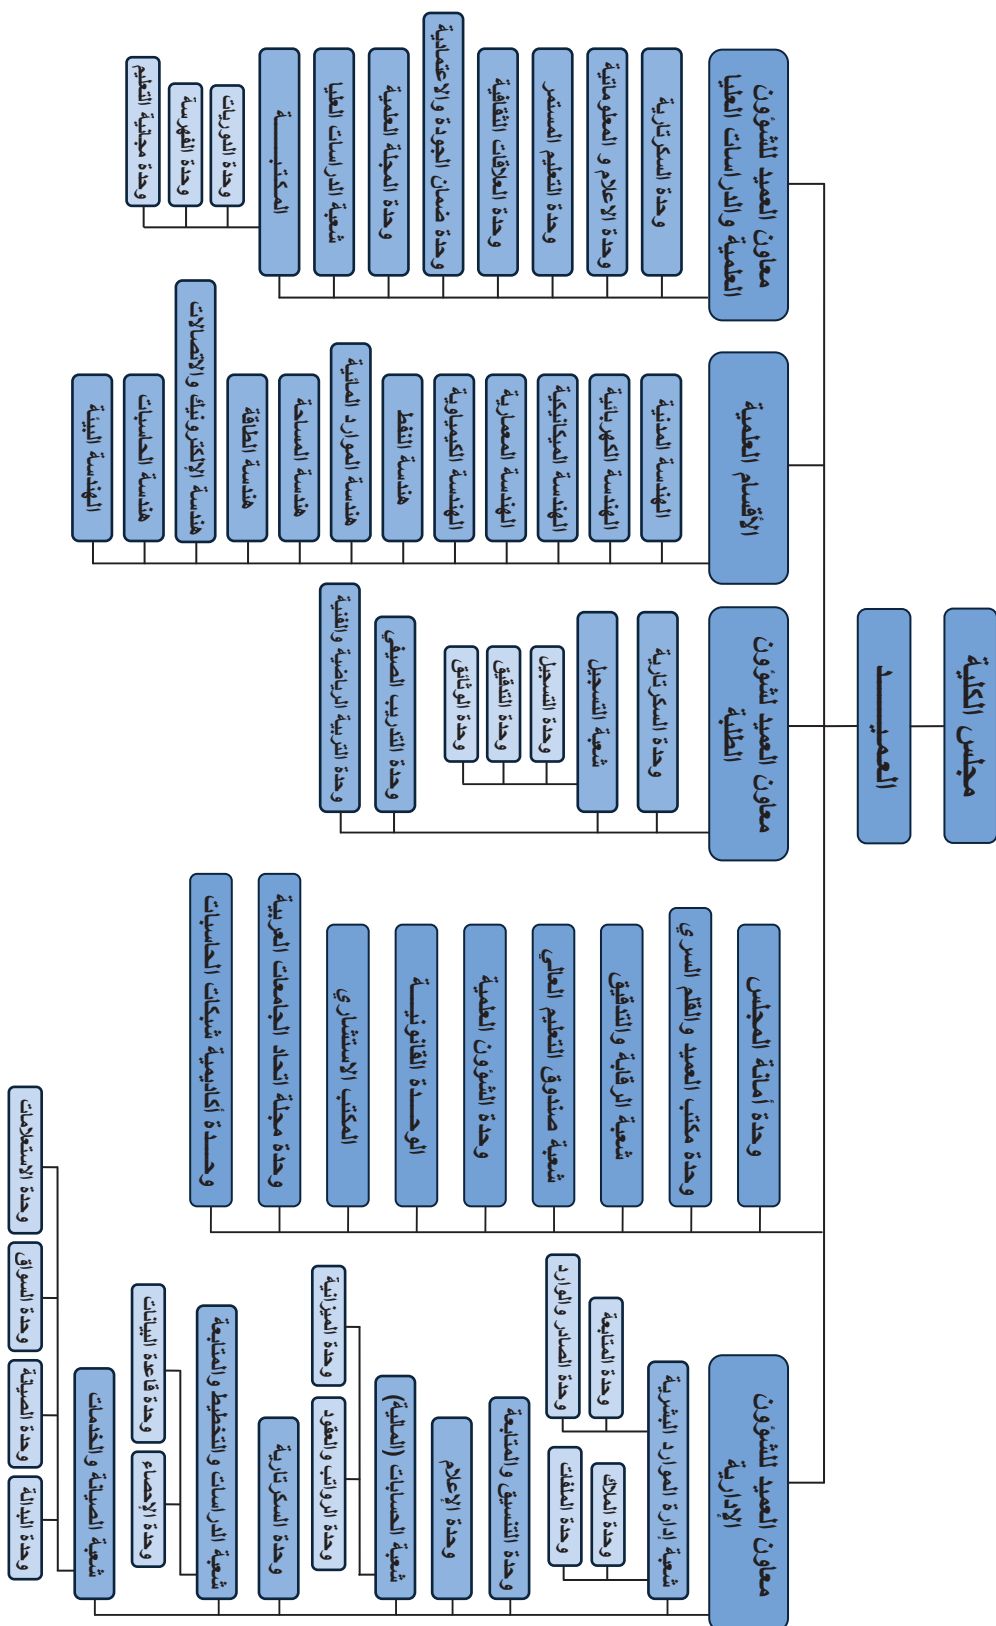 مجلس الكلية
العميـــــد
معاون العميد للشؤون
العلمية والدراسات العليا
وحدة السكرتارية
وحدة الاعلام و المعلوماتية
وحدة التعليم المستمر
وحدة العلاقات الثقافية
وحدة ضمان الجودة والاعتمادية
وحدة المجلة العلمية
شعبة الدراسات العليا
المكتبـــــــة
وحدة الدوريات
وحدة الفهرسة
وحدة مجانية التعليم
الأقسام العلمية
الهندسة المدنية
الهندسة الكهربائية
الهندسة الميكانيكية
الهندسة المعمارية
الهندسة الكيمياوية
هندسة النفط
هندسة الموارد المائية
هندسة المساحة
هندسة الطاقة
هندسة الإلكترونيك والاتصالات
هندسة الحاسبات
الهندسة البيئة
معاون العميد لشؤون
الطلبة
وحدة السكرتارية
شعبة التسجيل
وحدة التسجيل
وحدة التدقيق
وحدة الوثائق
وحدة التدريب الصيفي
وحدة التربية الرياضية والفنية
وحدة أمانة المجلس
وحدة مكتب العميد والقلم السري
شعبة الرقابة والتدقيق
شعبة صندوق التعليم العالي
وحدة الشؤون العلمية
الوحـــدة القانونيـــة
المكتب الاستشاري
وحدة مجلة اتحاد الجامعات العربية
وحـــدة أكاديمية شبكات الحاسبات
معاون العميد للشؤون
الإدارية
شعبة إدارة الموارد البشرية
وحدة المتابعة
وحدة الصادر والوارد
وحدة الملاك
وحدة الملفات
وحدة التنسيق والمتابعة
وحدة الإعلام
شعبة الحسابات (المالية)
وحدة الميزانية
وحدة الرواتب والعقود
وحدة السكرتارية
شعبة الدراسات والتخطيط والمتابعة
وحدة قاعدة البيانات
وحدة الإحصاء
شعبة الصيانة والخدمات
وحدة الاستعلامات
وحدة السواق
وحدة الصيانة
وحدة البدالة